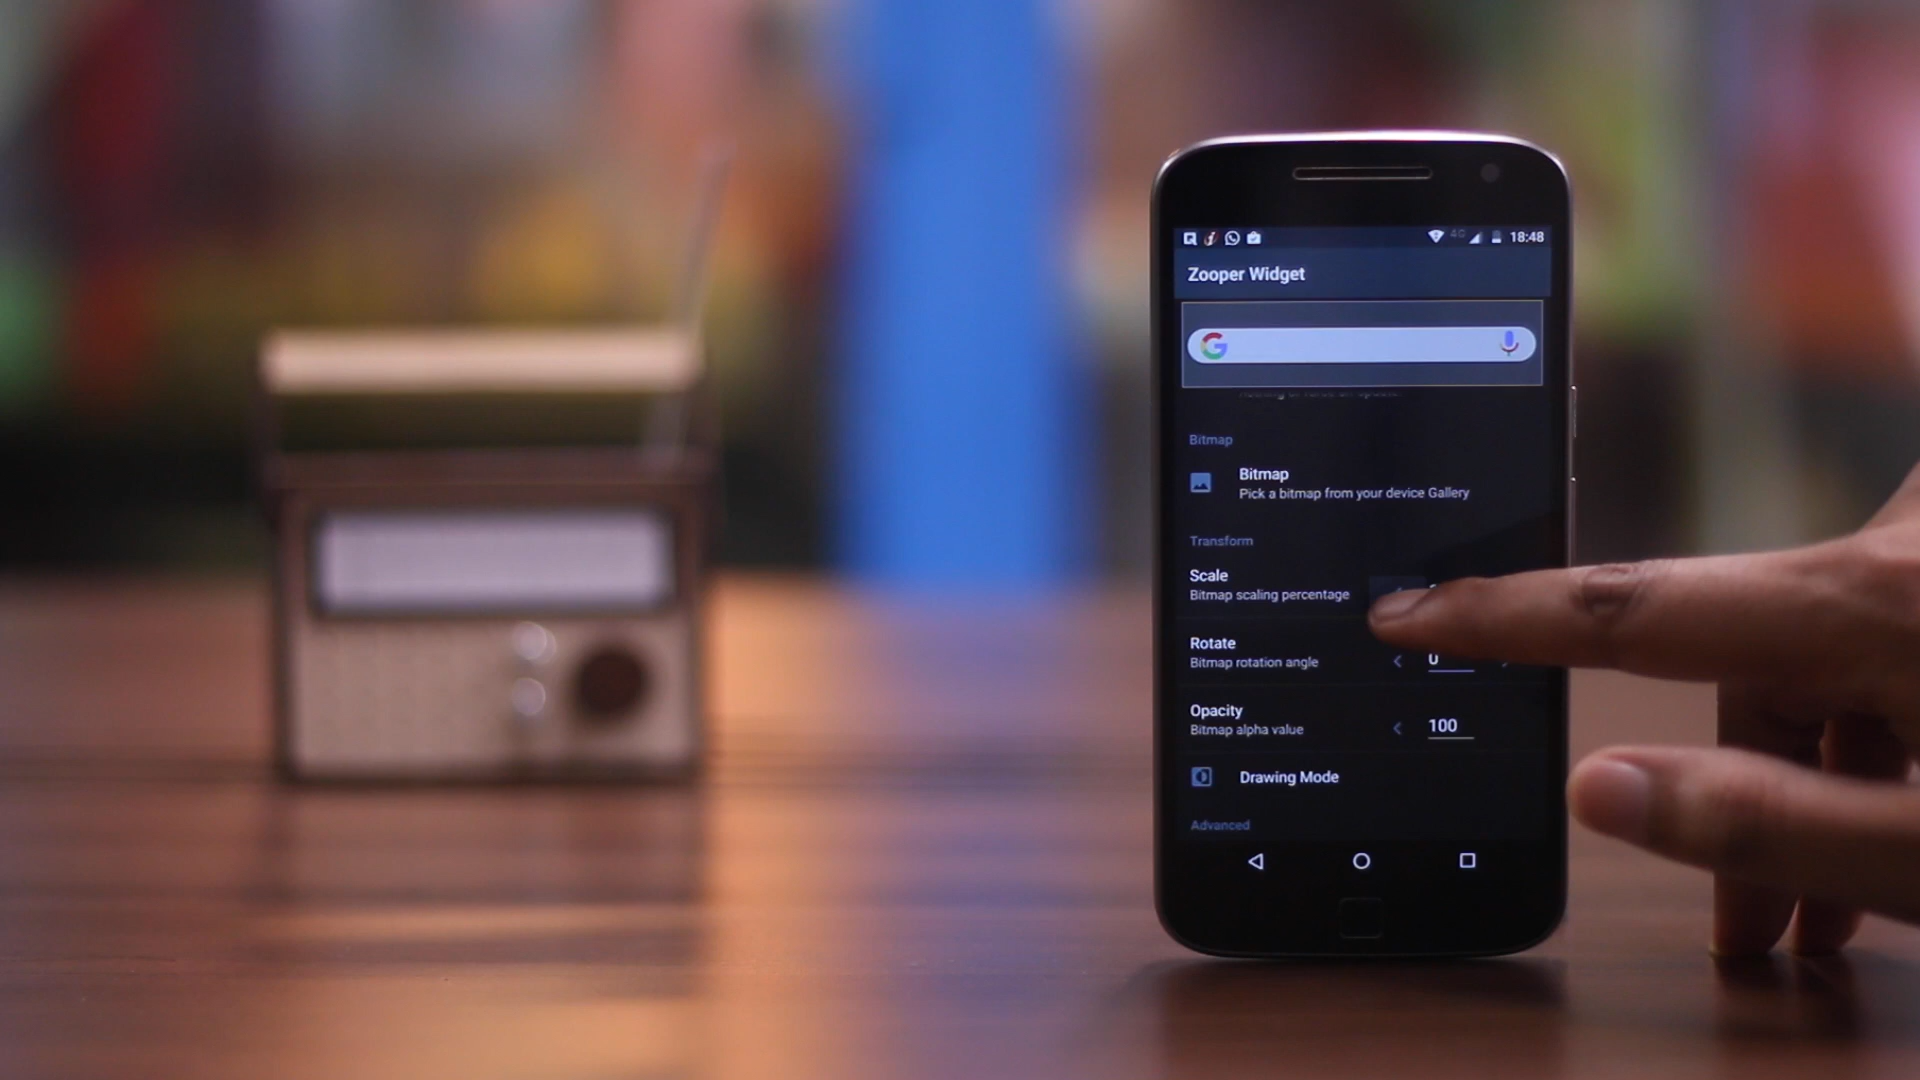 4G 18:48
Zooper Widget
G
Bitmap
Bitmap
Pick a bitmap from your device Gallery
Transform
Scale
Bitmap scaling percentage
Rotate
Bitmap rotation angle
0
Opacity
Bitmap alpha value
100
Drawing Mode
Advanced